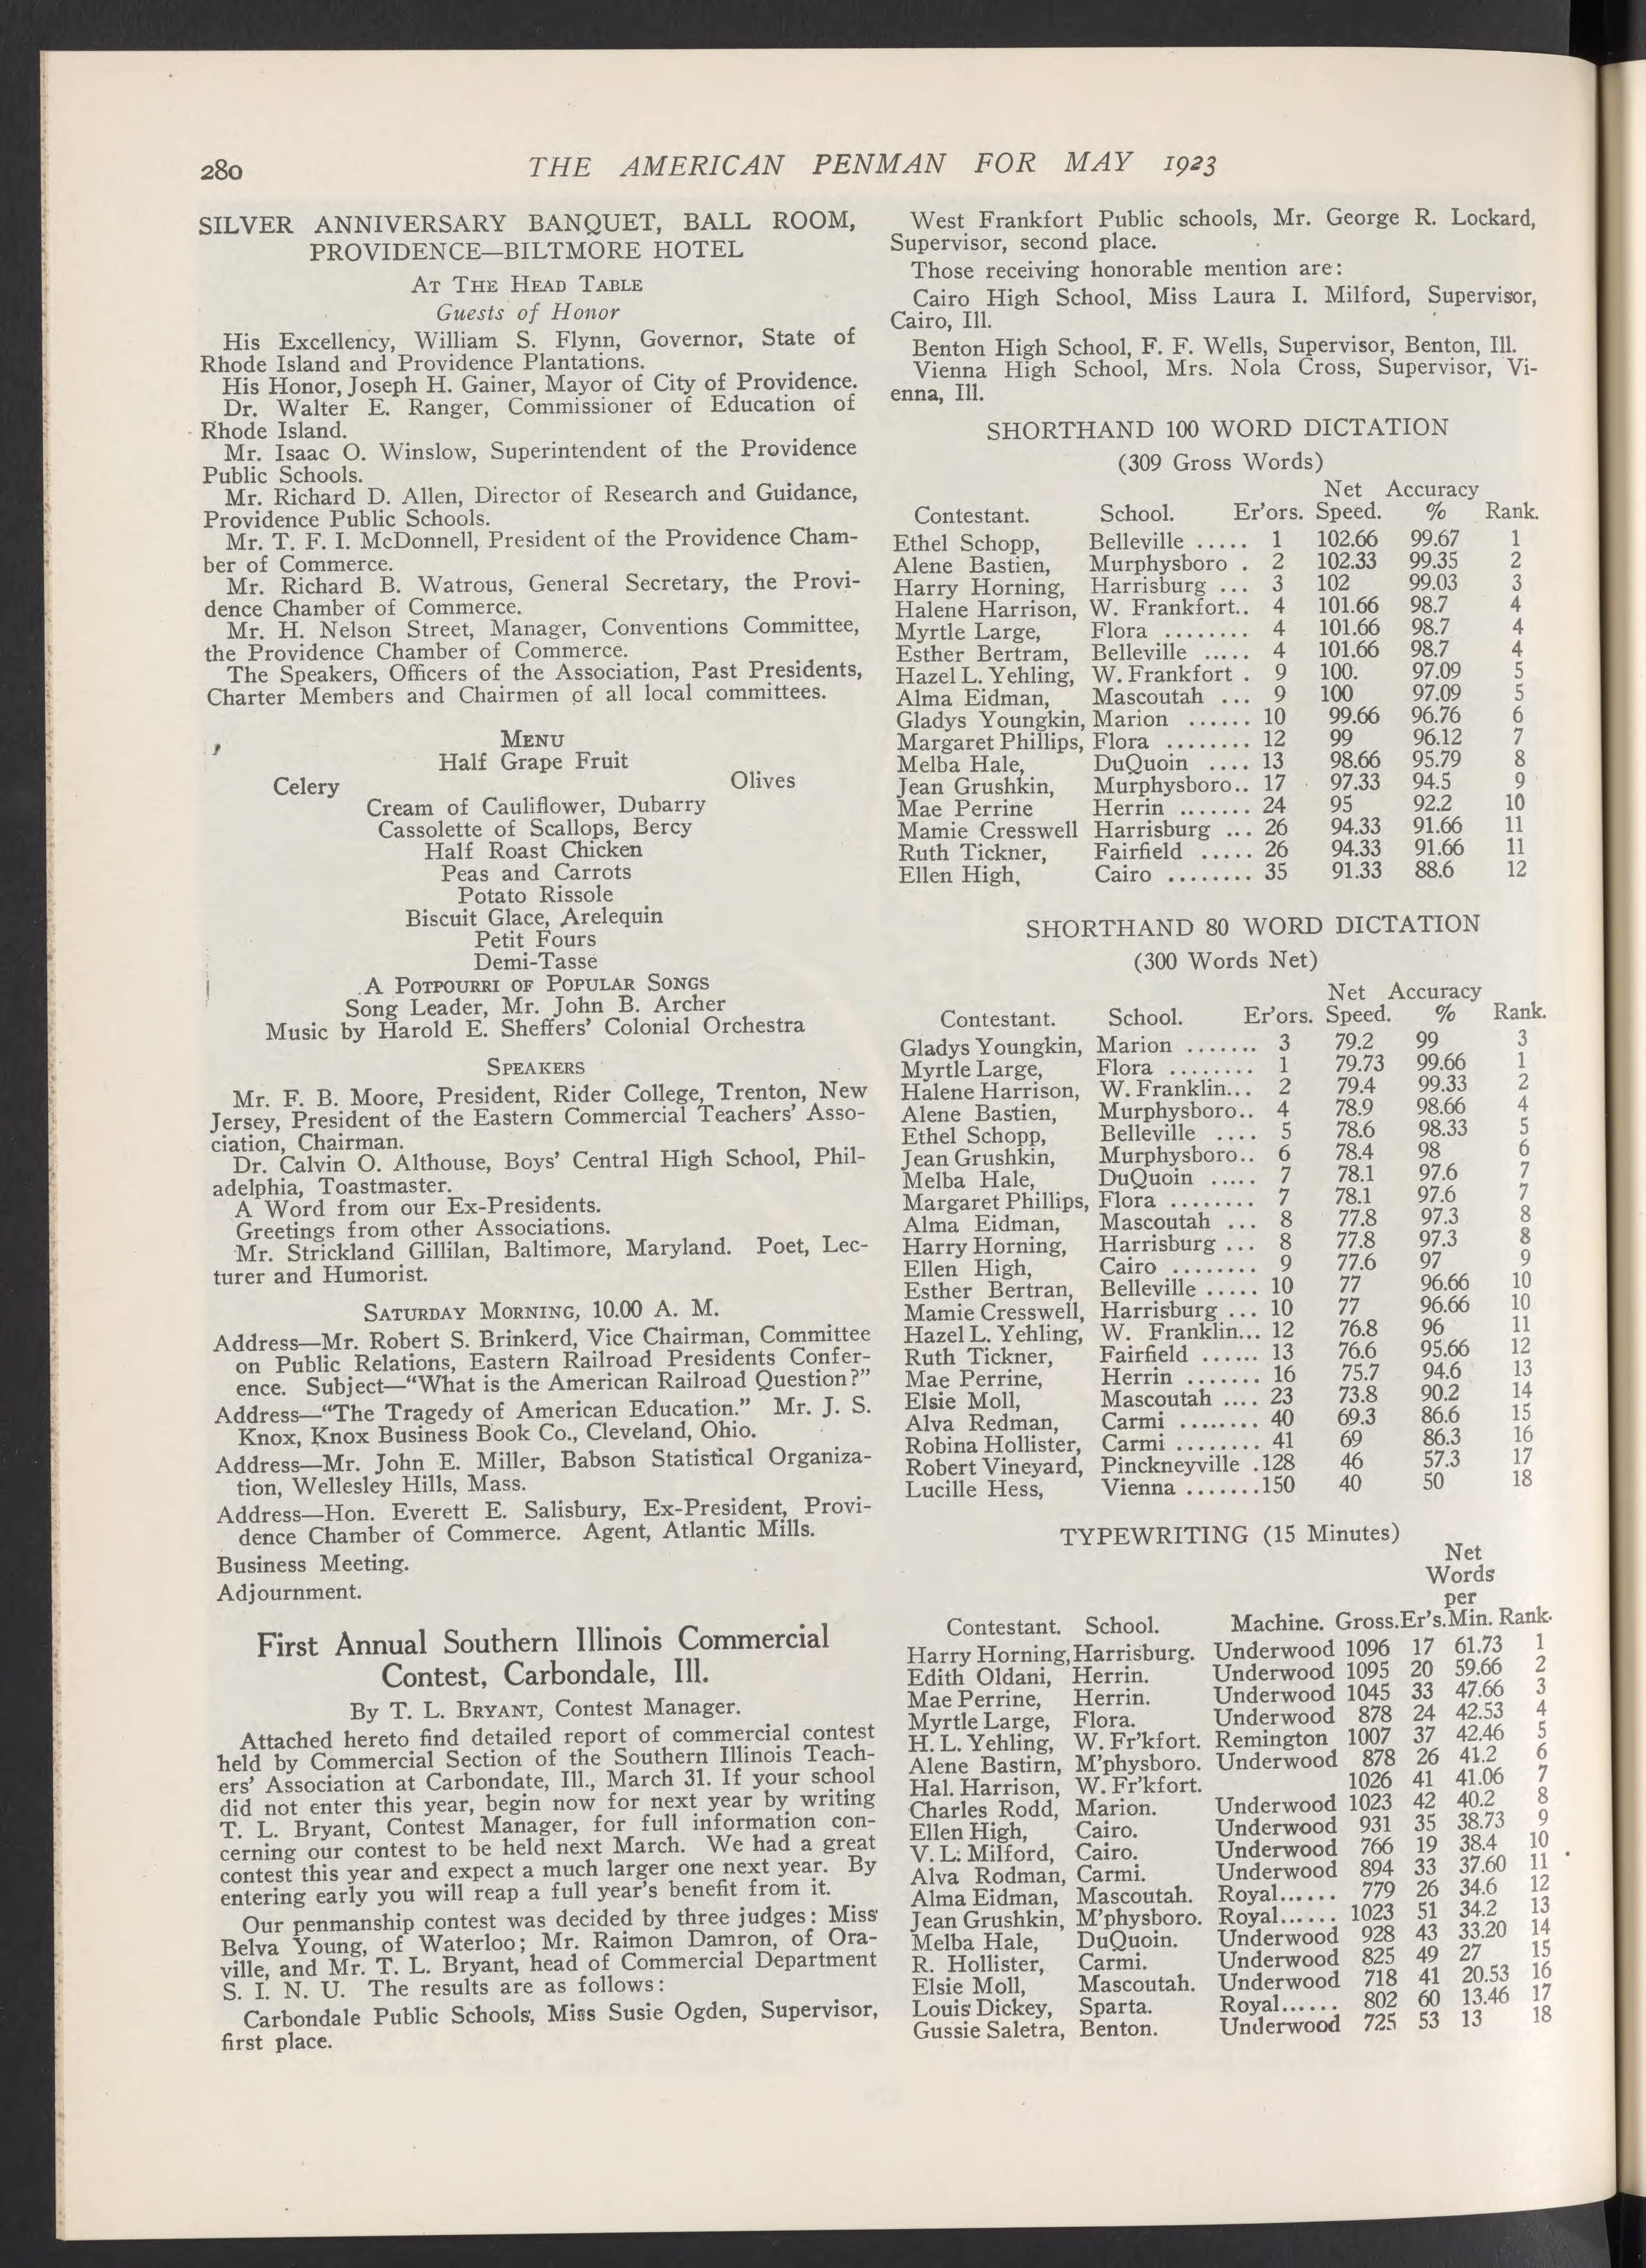 280
THE AMERICAN PENMAN FOR MAY 1923
SILVER ANNIVERSARY BANQUET, BALL ROOM,
PROVIDENCE—BILTMORE HOTEL
AT THE HEAD TABLE
Guests of Honor
His Excellency, William S. Flynn, Governor, State of
Rhode Island and Providence Plantations.
His Honor, Joseph H. Gainer, Mayor of City of Providence.
Dr. Walter E. Ranger, Commissioner of Education of
Rhode Island.
Mr. Isaac O. Winslow, Superintendent of the Providence
Public Schools.
Mr. Richard D. Allen, Director of Research and Guidance,
Providence Public Schools.
Mr. T. F. I. McDonnell, President of the Providence Cham-
ber of Commerce.
Mr. Richard B. Watrous, General Secretary, the Provi-
dence Chamber of Commerce.
Mr. H. Nelson Street, Manager, Conventions Committee,
the Providence Chamber of Commerce.
The Speakers, Officers of the Association, Past Presidents,
Charter Members and Chairmen of all local committees.
MENU
Half Grape Fruit
Celery Olives
Cream of Cauliflower, Dubarry
Cassolette of Scallops, Bercy
Half Roast Chicken
Peas and Carrots
Potato Rissole
Biscuit Glace, Arelequin
Petit Fours
Demi-Tasse
A POTPOURRI OF POPULAR SONGS
Song Leader, Mr. John B. Archer
Music by Harold E. Sheffers' Colonial Orchestra
SPEAKERS
Mr. F. B. Moore, President, Rider College, Trenton, New
Jersey, President of the Eastern Commercial Teachers' Asso-
ciation, Chairman.
Dr. Calvin O. Althouse, Boys' Central High School, Phil-
adelphia, Toastmaster.
A Word from our Ex-Presidents.
Greetings from other Associations.
Mr. Strickland Gillilan, Baltimore, Maryland. Poet, Lec-
turer and Humorist.
SATURDAY MORNING, 10.00 A. M.
Address—Mr. Robert S. Brinkerd, Vice Chairman, Committee
on Public Relations, Eastern Railroad Presidents Confer-
ence. Subject—"What is the American Railroad Question?"
Address—"The Tragedy of American Education." Mr. J. S.
Knox, Knox Business Book Co., Cleveland, Ohio.
Address—Mr. John E. Miller, Babson Statistical Organiza-
tion, Wellesley Hills, Mass.
Address—Hon. Everett E. Salisbury, Ex-President, Provi-
dence Chamber of Commerce. Agent, Atlantic Mills.
Business Meeting.
Adjournment.
First Annual Southern Illinois Commercial
Contest, Carbondale, Ill.
By T. L. BRYANT, Contest Manager.
Attached hereto find detailed report of commercial contest
held by Commercial Section of the Southern Illinois Teach-
ers' Association at Carbondate, Ill., March 31. If your school
did not enter this year, begin now for next year by writing
T. L. Bryant, Contest Manager, for full information con-
cerning our contest to be held next March. We had a great
contest this year and expect a much larger one next year. By
entering early you will reap a full year's benefit from it.
Our penmanship contest was decided by three judges: Miss
Belva Young, of Waterloo; Mr. Raimon Damron, of Ora-
ville, and Mr. T. L. Bryant, head of Commercial Department
S. I. N. U. The results are as follows:
Carbondale Public Schools, Miss Susie Ogden, Supervisor,
first place.
West Frankfort Public schools, Mr. George R. Lockard,
Supervisor, second place.
Those receiving honorable mention are:
Cairo High School, Miss Laura I. Milford, Supervisor,
Cairo, Ill.
Benton High School, F. F. Wells, Supervisor, Benton, Ill.
Vienna High School, Mrs. Nola Cross, Supervisor, Vi-
enna, Ill.
SHORTHAND 100 WORD DICTATION
(309 Gross Words)
Net Accuracy
Contestant. School. Er'ors. Speed. % Rank.
Ethel Schopp, Belleville ..... 1 102.66 99.67 1
Alene Bastien, Murphysboro . 2 102.33 99.35 2
Harry Horning, Harrisburg ... 3 102 99.03 3
Halene Harrison, W. Frankfort.. 4 101.66 98.7 4
Myrtle Large, Flora ........ 4 101.66 98.7 4
Esther Bertram, Belleville ..... 4 101.66 98.7 4
Hazel L. Yehling, W. Frankfort . 9 100. 97.09 5
Alma Eidman, Mascoutah ... 9 100 97.09 5
Gladys Youngkin, Marion ...... 10 99.66 96.76 6
Margaret Phillips, Flora ........ 12 99 96.12 7
Melba Hale, DuQuoin .... 13 98.66 95.79 8
Jean Grushkin, Murphysboro.. 17 97.33 94.5 9
Mae Perrine Herrin ....... 24 95 92.2 10
Mamie Cresswell Harrisburg ... 26 94.33 91.66 11
Ruth Tickner, Fairfield ..... 26 94.33 91.66 11
Ellen High, Cairo ........ 35 91.33 88.6 12
SHORTHAND 80 WORD DICTATION
(300 Words Net)
Net Accuracy
Contestant. School. Er'ors. Speed. % Rank.
Gladys Youngkin, Marion ....... 3 79.2 99 3
Myrtle Large, Flora ........ 1 79.73 99.66 1
Halene Harrison, W. Franklin... 2 79.4 99.33 2
Alene Bastien, Murphysboro.. 4 78.9 98.66 4
Ethel Schopp, Belleville .... 5 78.6 98.33 5
Jean Grushkin, Murphysboro.. 6 78.4 98 6
Melba Hale, DuQuoin ..... 7 78.1 97.6 7
Margaret Phillips, Flora ........ 7 78.1 97.6 7
Alma Eidman, Mascoutah ... 8 77.8 97.3 8
Harry Horning, Harrisburg ... 8 77.8 97.3 8
Ellen High, Cairo ........ 9 77.6 97 9
Esther Bertran, Belleville ..... 10 77 96.66 10
Mamie Cresswell, Harrisburg ... 10 77 96.66 10
Hazel L. Yehling, W. Franklin... 12 76.8 96 11
Ruth Tickner, Fairfield ...... 13 76.6 95.66 12
Mae Perrine, Herrin ....... 16 75.7 94.6 13
Elsie Moll, Mascoutah .... 23 73.8 90.2 14
Alva Redman, Carmi ........ 40 69.3 86.6 15
Robina Hollister, Carmi ........ 41 69 86.3 16
Robert Vineyard, Pinckneyville .128 46 57.3 17
Lucille Hess, Vienna .......150 40 50 18
TYPEWRITING (15 Minutes)
Net
Words
per
Contestant. School. Machine. Gross.Er's.Min. Rank.
Harry Horning, Harrisburg. Underwood 1096 17 61.73 1
Edith Oldani, Herrin. Underwood 1095 20 59.66 2
Mae Perrine, Herrin. Underwood 1045 33 47.66 3
Myrtle Large, Flora. Underwood 878 24 42.53 4
H. L. Yehling, W. Fr'kfort. Remington 1007 37 42.46 5
Alene Bastirn, M'physboro. Underwood 878 26 41.2 6
Hal. Harrison, W. Fr'kfort. 1026 41 41.06 7
Charles Rodd, Marion. Underwood 1023 42 40.2 8
Ellen High, Cairo. Underwood 931 35 38.73 9
V. L. Milford, Cairo. Underwood 766 19 38.4 10
Alva Rodman, Carmi. Underwood 894 33 37.60 11
Alma Eidman, Mascoutah. Royal...... 779 26 34.6 12
Jean Grushkin, M'physboro. Royal...... 1023 51 34.2 13
Melba Hale, DuQuoin. Underwood 928 43 33.20 14
R. Hollister, Carmi. Underwood 825 49 27 15
Elsie Moll, Mascoutah. Underwood 718 41 20.53 16
Louis Dickey, Sparta. Royal...... 802 60 13.46 17
Gussie Saletra, Benton. Underwood 725 53 13 18